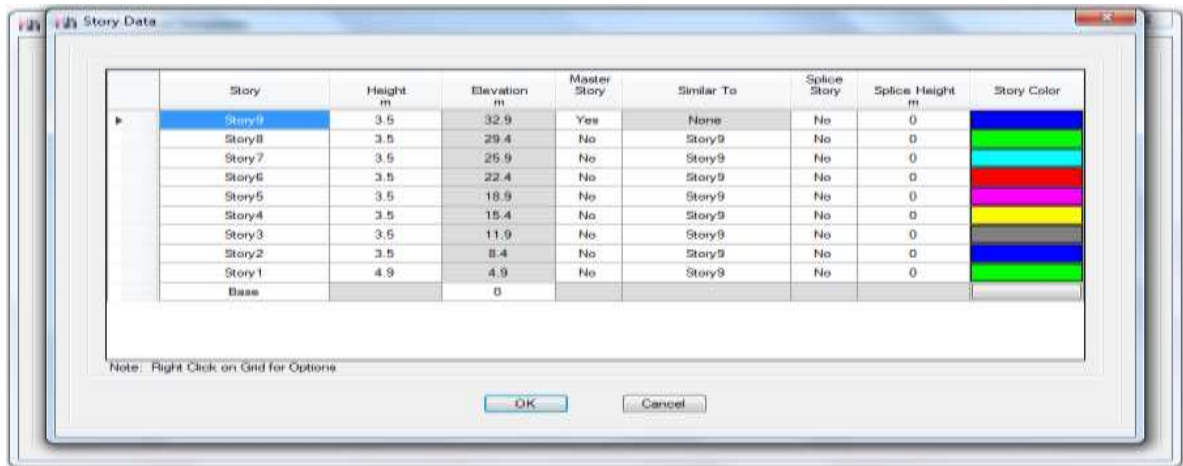 Story Data
Story Height m Elevation m Master Story Similar To Splice Story Splice Height m Story Color
Story9 3.5 32.9 Yes None No 0
Story8 3.5 29.4 No Story9 No 0
Story7 3.5 25.9 No Story9 No 0
Story6 3.5 22.4 No Story9 No 0
Story5 3.5 18.9 No Story9 No 0
Story4 3.5 15.4 No Story9 No 0
Story3 3.5 11.9 No Story9 No 0
Story2 3.5 8.4 No Story9 No 0
Story1 4.9 4.9 No Story9 No 0
Base 0
Note: Right Click on Grid for Options
OK Cancel